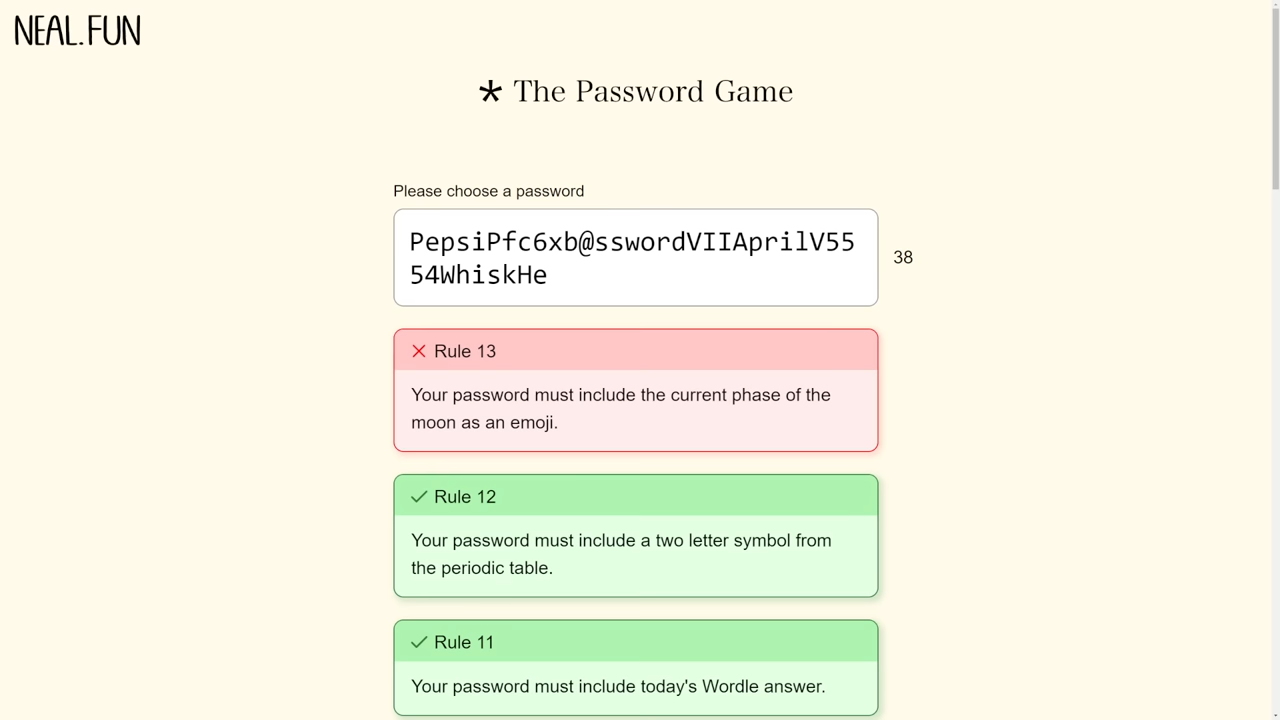 NEAL.FUN
* The Password Game
Please choose a password
PepsiPfc6xb@sswordVIIAprilV55
54WhiskHe
38
Rule 13
Your password must include the current phase of the
moon as an emoji.
Rule 12
Your password must include a two letter symbol from
the periodic table.
Rule 11
Your password must include today's Wordle answer.